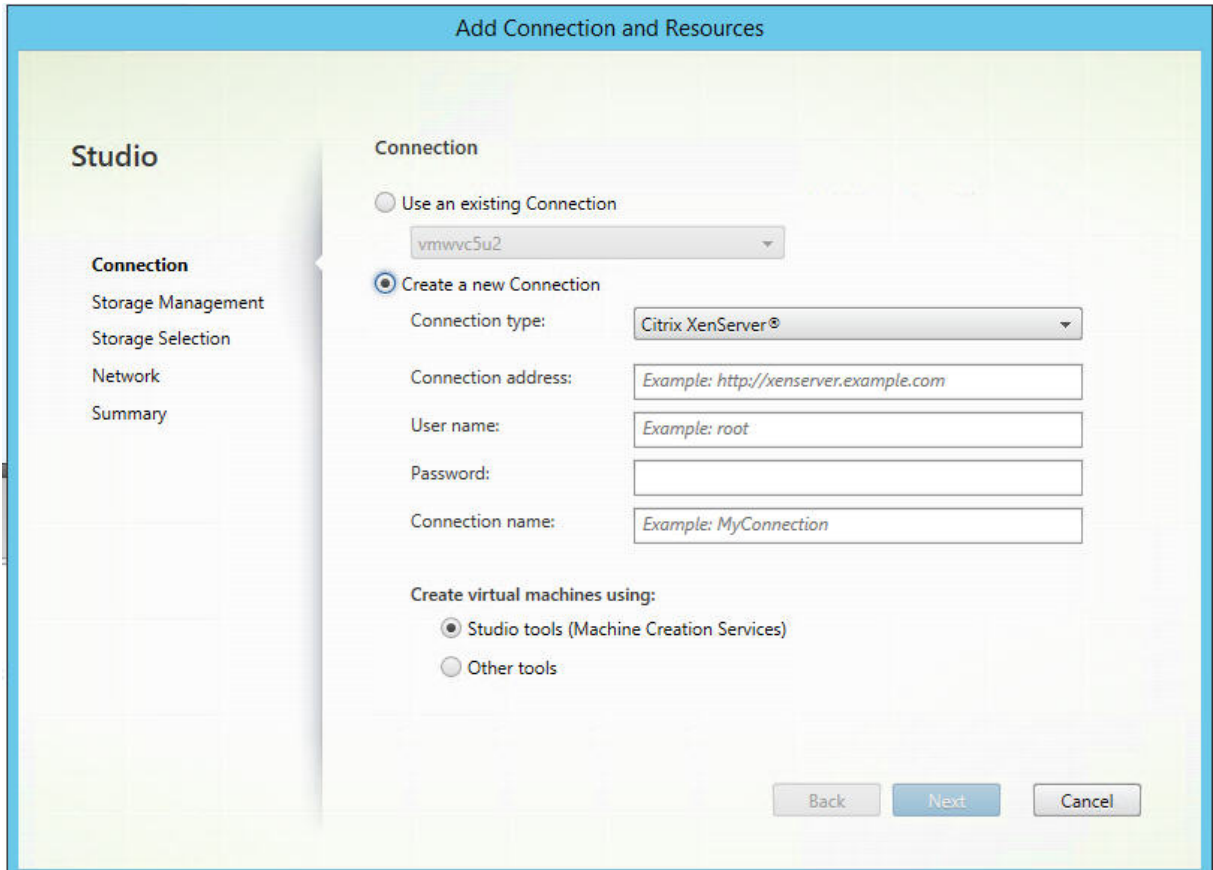 Add Connection and Resources
Studio
Connection
Storage Management
Storage Selection
Network
Summary
Connection
Use an existing Connection
vmwvc5u2
Create a new Connection
Connection type: Citrix XenServer®
Connection address: Example: http://xenserver.example.com
User name: Example: root
Password:
Connection name: Example: MyConnection
Create virtual machines using:
Studio tools (Machine Creation Services)
Other tools
Back Next Cancel